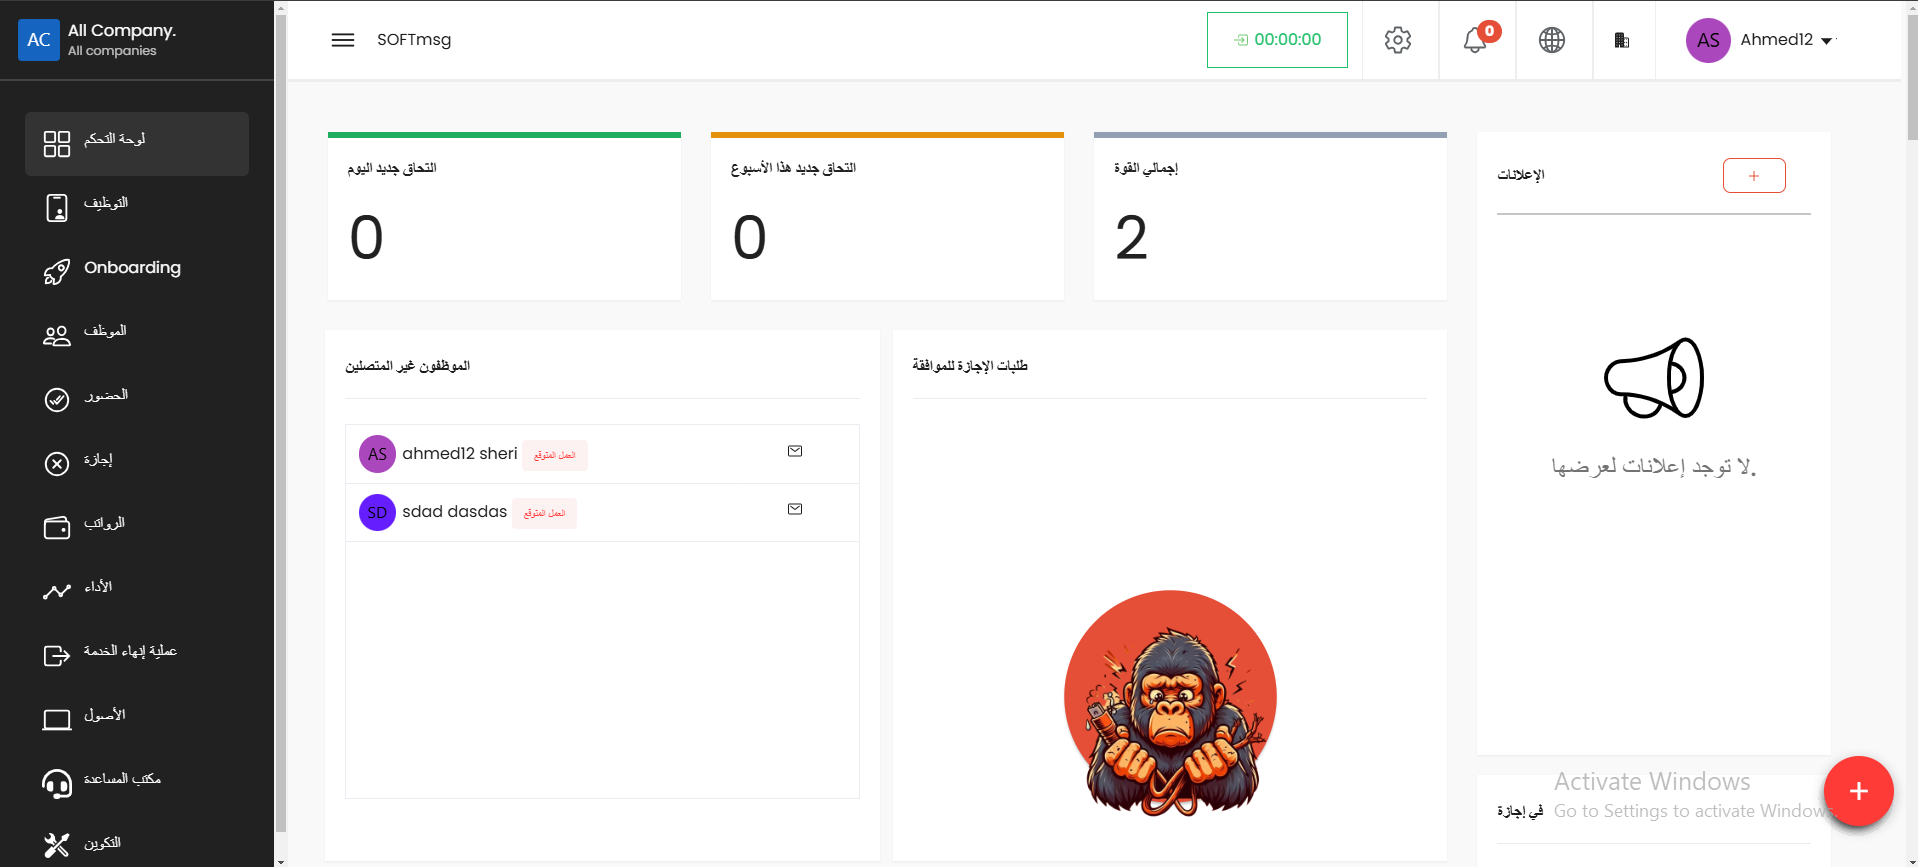 AC
All Company.
All companies
لوحة التحكم
التوظيف
Onboarding
الموظف
الحضور
إجازة
الرواتب
الأداء
عملية إنهاء الخدمة
الأصول
مكتب المساعدة
التكوين
SOFTmsg
00:00:00
0
AS
Ahmed12
التحاق جديد اليوم
0
التحاق جديد هذا الأسبوع
0
إجمالي القوة
2
الموظفون غير المتصلين
AS ahmed12 sheri العمل المتوقع
SD sdad dasdas العمل المتوقع
طلبات الإجازة للموافقة
الإعلانات
+
لا توجد إعلانات لعرضها.
في إجازة
Activate Windows
Go to Settings to activate Windows.
+